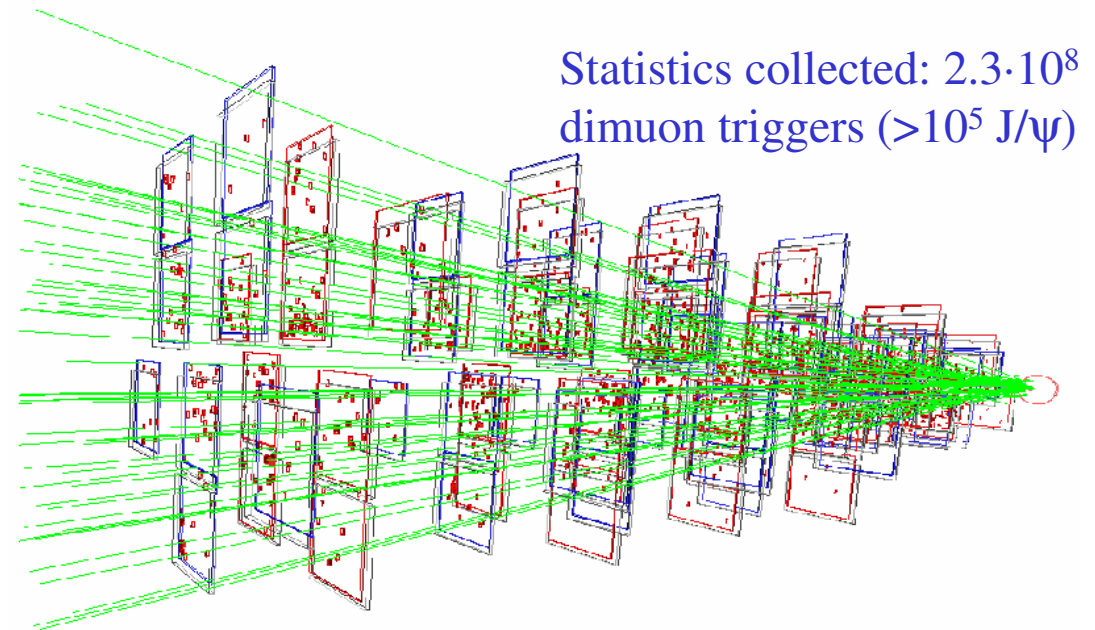 Statistics collected: 2.3·10⁸
dimuon triggers (>10⁵ J/ψ)